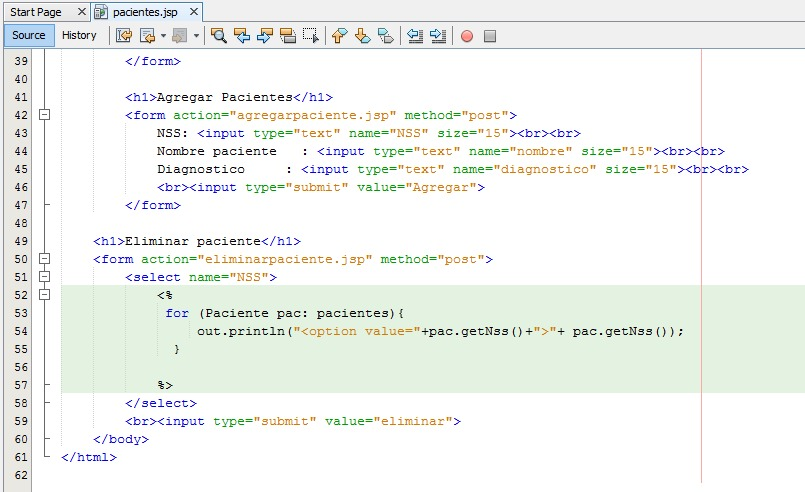 Start Page pacientes.jsp
Source History
39 </form>
40
41 <h1>Agregar Pacientes</h1>
42 <form action="agregarpaciente.jsp" method="post">
43 NSS: <input type="text" name="NSS" size="15"><br><br>
44 Nombre paciente : <input type="text" name="nombre" size="15"><br><br>
45 Diagnostico : <input type="text" name="diagnostico" size="15"><br><br>
46 <br><input type="submit" value="Agregar">
47 </form>
48
49 <h1>Eliminar paciente</h1>
50 <form action="eliminarpaciente.jsp" method="post">
51 <select name="NSS">
52 <%
53 for (Paciente pac: pacientes){
54 out.println("<option value="+pac.getNss()+">"+ pac.getNss());
55 }
56
57 %>
58 </select>
59 <br><input type="submit" value="eliminar">
60 </body>
61 </html>
62